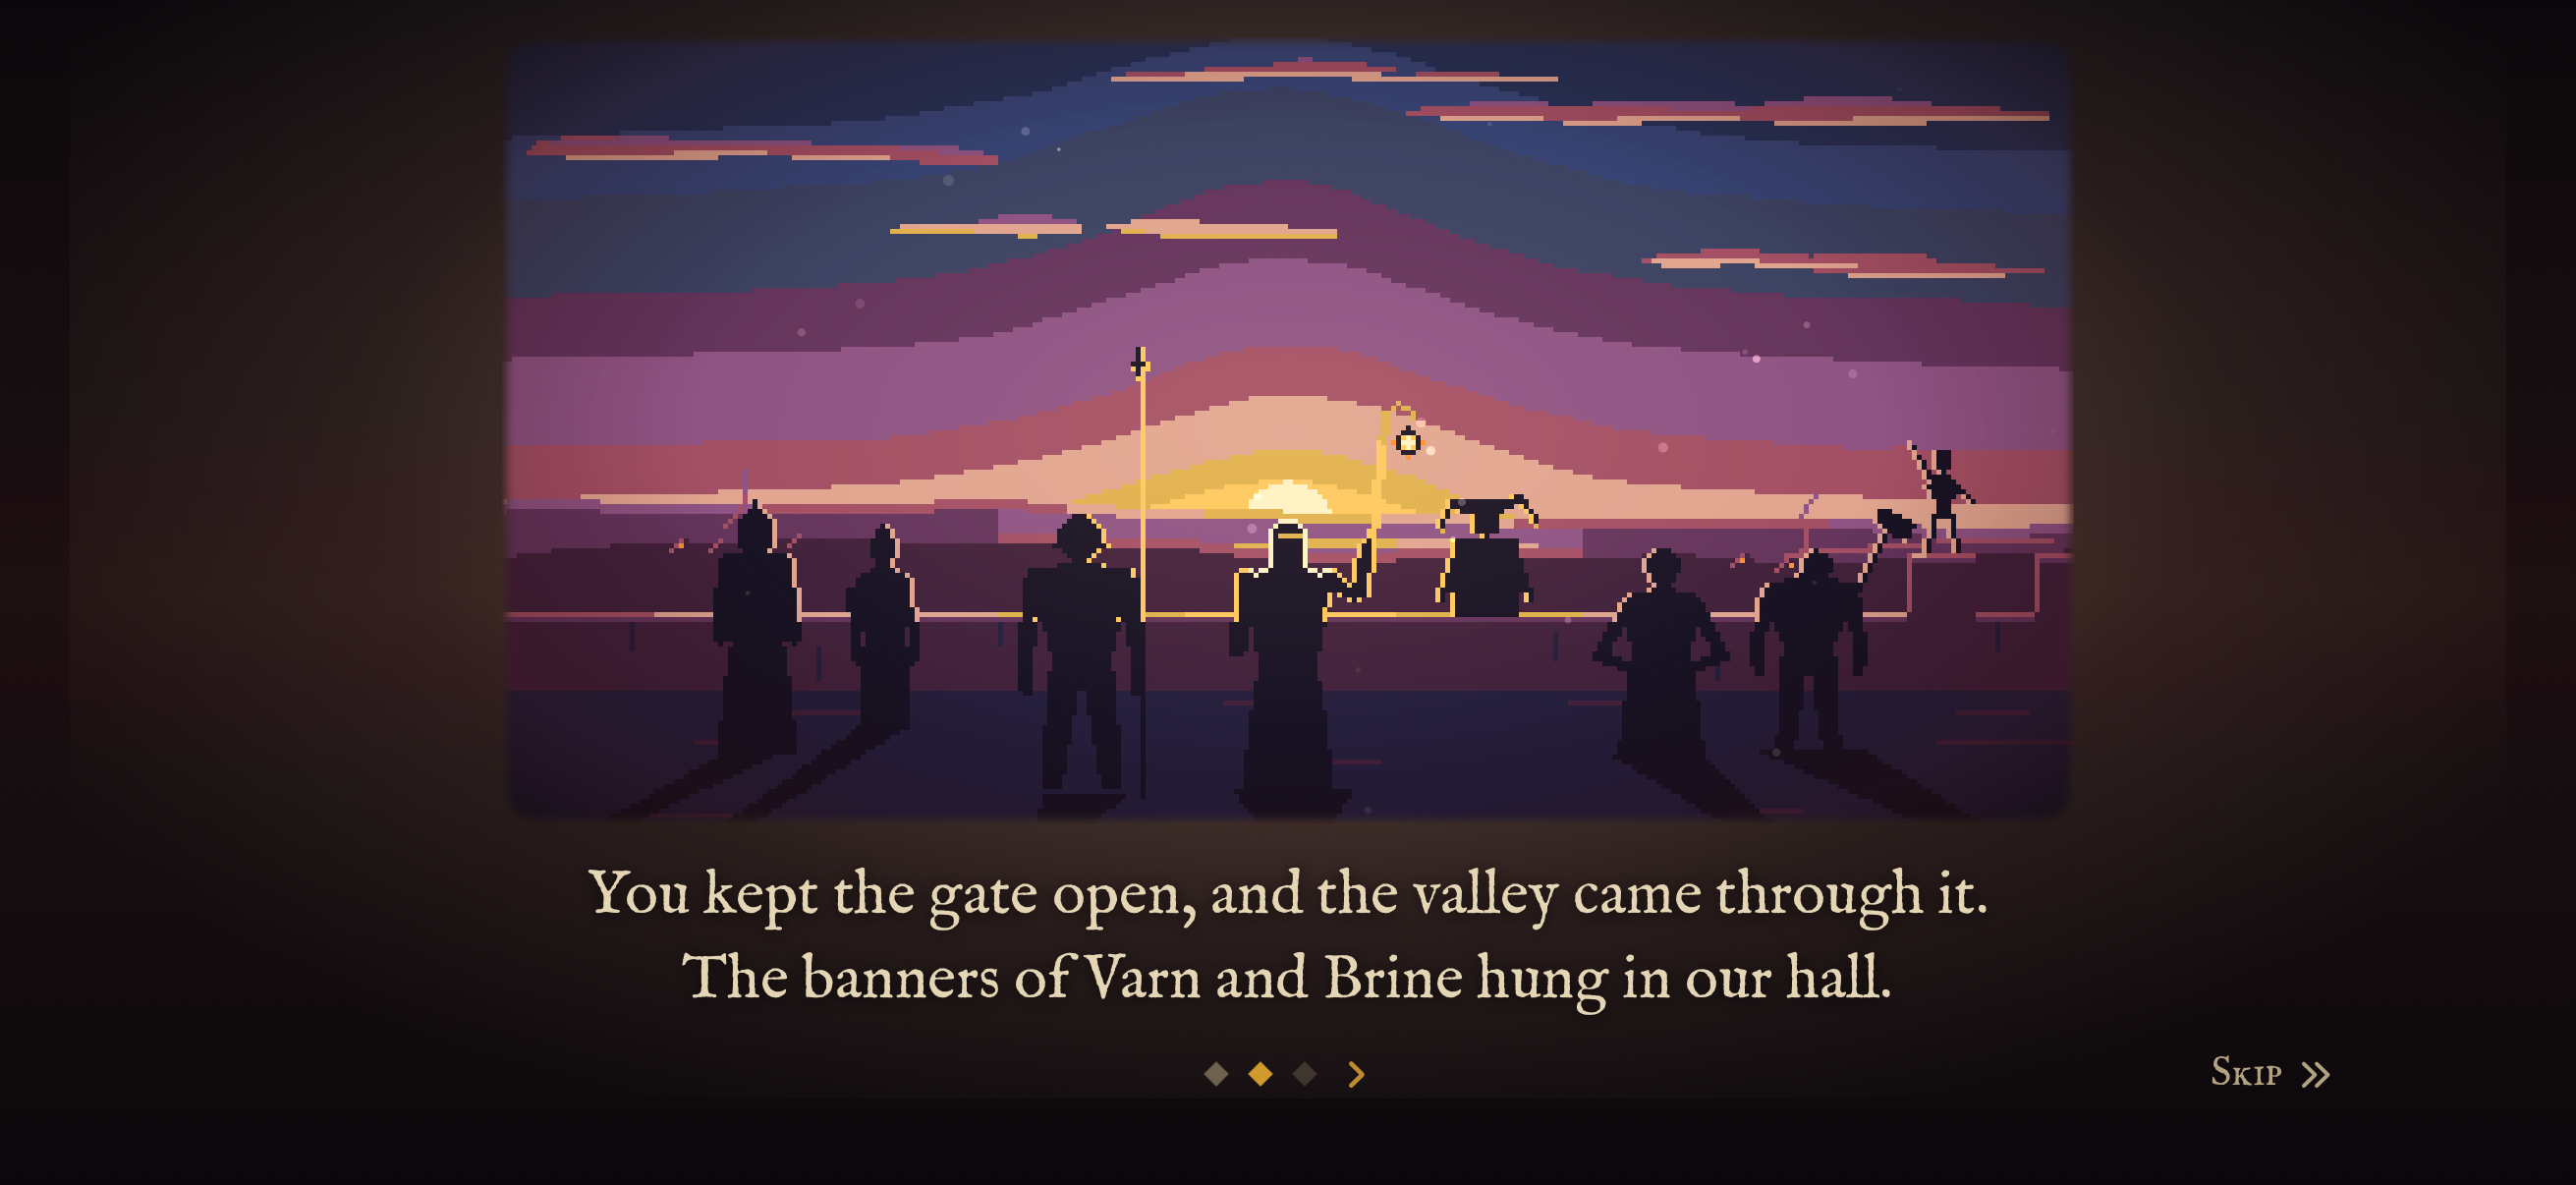 You kept the gate open, and the valley came through it.
The banners of Varn and Brine hung in our hall.
Skip